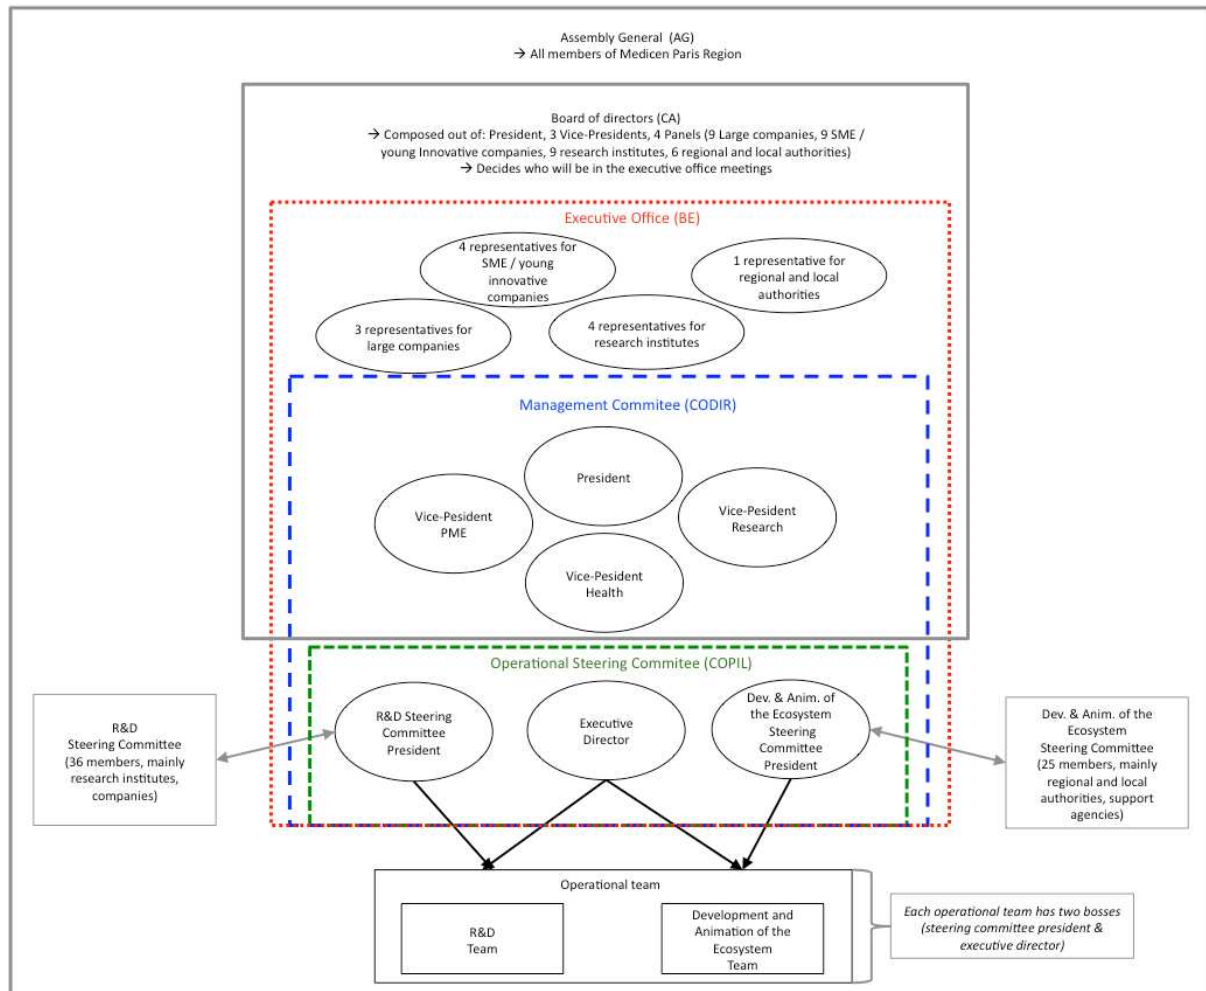 Assembly General  (AG)
→ All members of Medicen Paris Region
Board of directors (CA)
→ Composed out of: President, 3 Vice-Presidents, 4 Panels (9 Large companies, 9 SME /
young Innovative companies, 9 research institutes, 6 regional and local authorities)
→ Decides who will be in the executive office meetings
Executive Office (BE)
4 representatives for
SME / young
innovative
companies
1 representative for
regional and local
authorities
3 representatives for
large companies
4 representatives for
research institutes
Management Commitee (CODIR)
President
Vice-Pesident
PME
Vice-Pesident
Research
Vice-Pesident
Health
Operational Steering Commitee (COPIL)
R&D Steering
Committee
President
Executive
Director
Dev. & Anim. of
the Ecosystem
Steering
Committee
President
R&D
Steering Committee
(36 members, mainly
research institutes,
companies)
Dev. & Anim. of the
Ecosystem
Steering Committee
(25 members, mainly
regional and local
authorities, support
agencies)
Operational team
R&D
Team
Development and
Animation of the
Ecosystem
Team
Each operational team has two bosses
(steering committee president &
executive director)